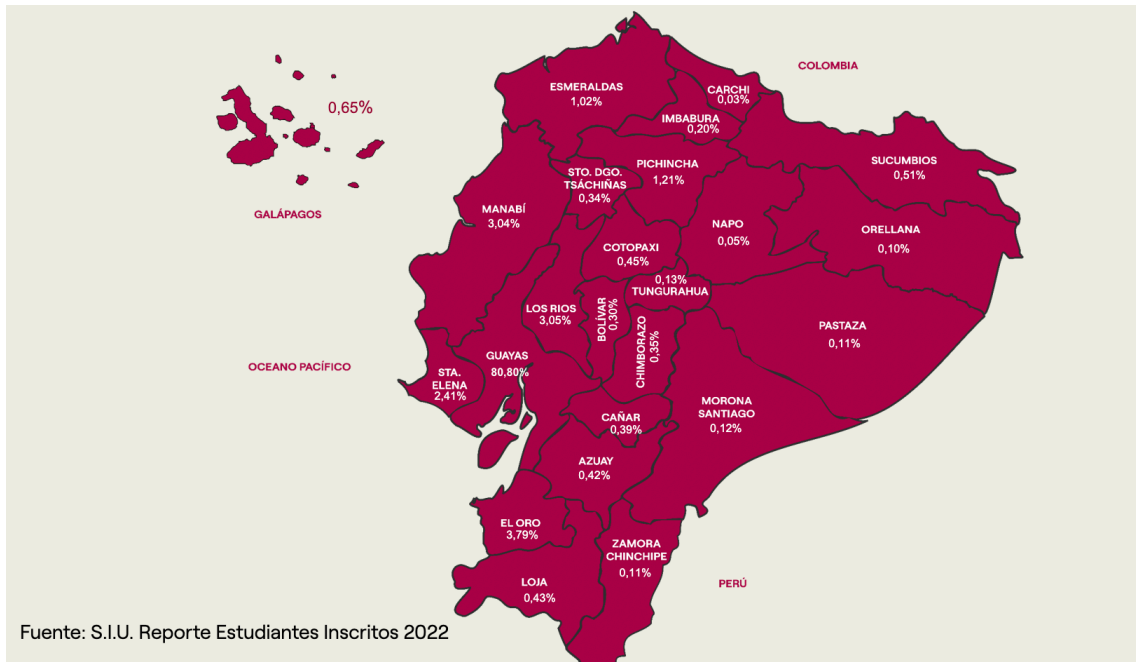 COLOMBIA
ESMERALDAS
1,02%
CARCHI
0,03%
0,65%
IMBABURA
0,20%
PICHINCHA
1,21%
SUCUMBIOS
0,51%
STO. DGO.
TSÁCHIÑAS
0,34%
MANABÍ
3,04%
GALÁPAGOS
NAPO
0,05%
ORELLANA
0,10%
COTOPAXI
0,45%
0,13%
TUNGURAHUA
LOS RIOS
3,05%
BOLÍVAR
0,30%
CHIMBORAZO
0,35%
PASTAZA
0,11%
GUAYAS
80,80%
OCEANO PACÍFICO
STA.
ELENA
2,41%
MORONA
SANTIAGO
0,12%
CAÑAR
0,39%
AZUAY
0,42%
EL ORO
3,79%
ZAMORA
CHINCHIPE
0,11%
LOJA
0,43%
PERÚ
Fuente: S.I.U. Reporte Estudiantes Inscritos 2022